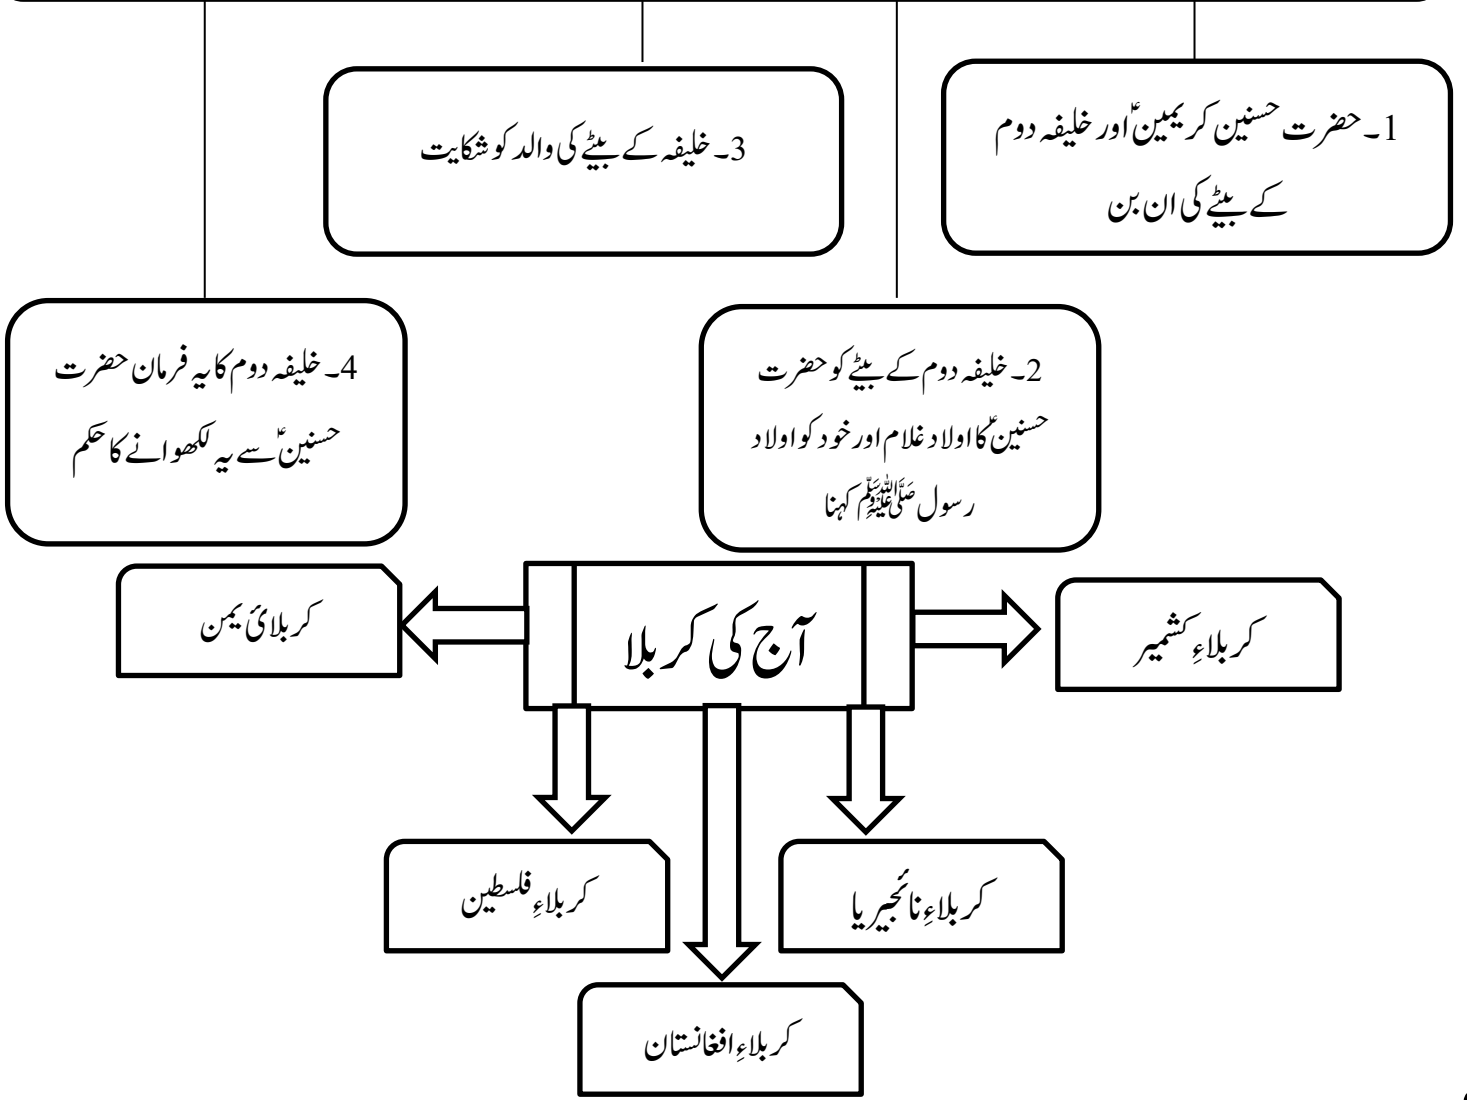 1۔ حضرت حسنین کریمینؑ اور خلیفہ دوم
کے بیٹے کی ان بن
3۔ خلیفہ کے بیٹے کی والد کو شکایت
2۔ خلیفہ دوم کے بیٹے کو حضرت
حسنینؑ کا اولاد غلام اور خود کو اولاد
رسول ﷺ کہنا
4۔ خلیفہ دوم کا یہ فرمان حضرت
حسنینؑ سے یہ لکھوانے کا حکم
آج کی کربلا
کربلاءِ کشمیر
کربلائ یمن
کربلاءِ نائجیریا
کربلاءِ فلسطین
کربلاءِ افغانستان